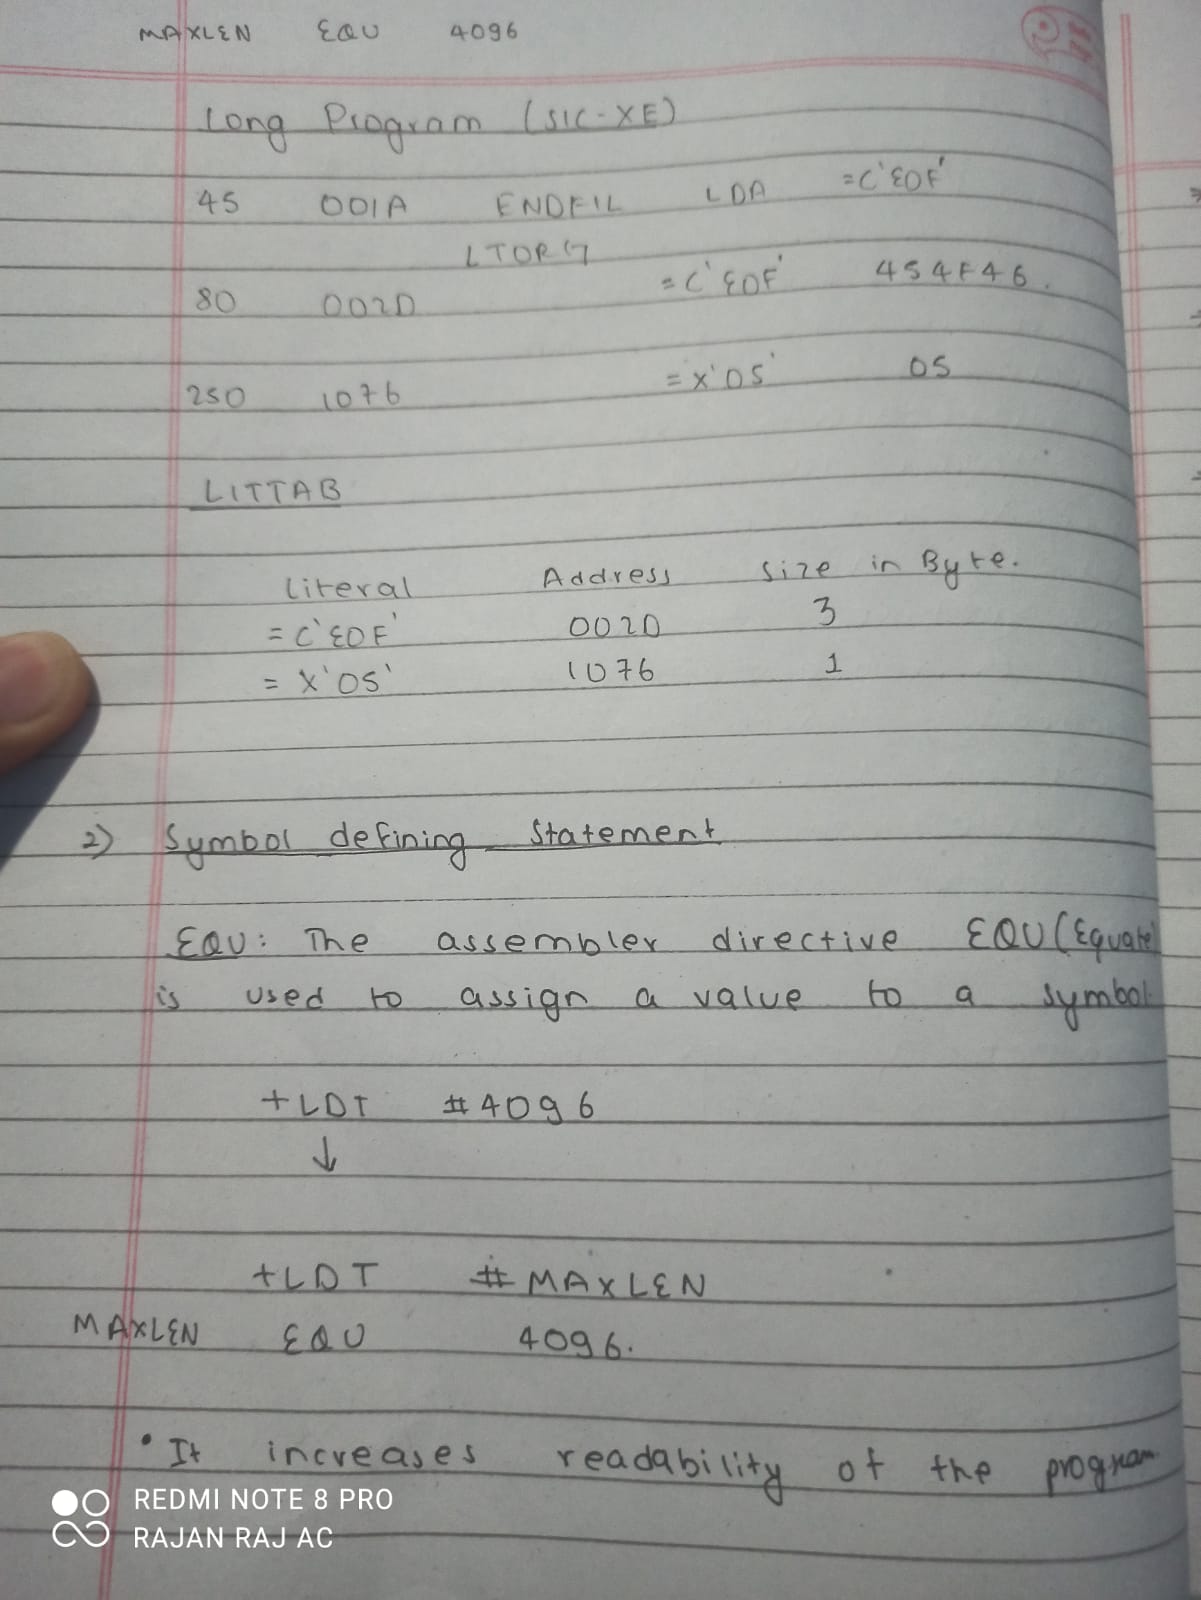 MAXLEN EQU 4096
Long Program (SIC-XE)
45 001A ENDFIL LDA =C'EOF'
LTORG
80 002D =C'EOF' 454F46.
250 1076 =X'05' 05
LITTAB
Literal Address Size in Byte.
=C'EOF' 002D 3
=X'05' 1076 1
2) Symbol defining Statement
EQU: The assembler directive EQU (Equate)
is used to assign a value to a symbol.
+LDT #4096
↓
+LDT #MAXLEN
MAXLEN EQU 4096.
• It increases readability of the program
REDMI NOTE 8 PRO
RAJAN RAJ AC